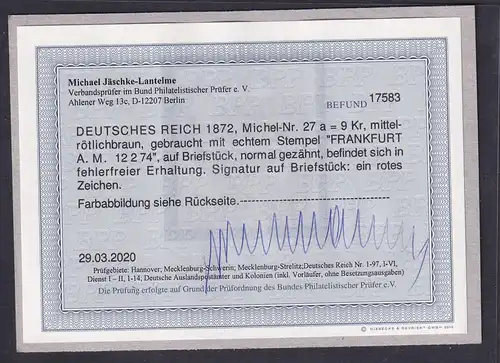 Michael Jäschke-Lantelme
Verbandsprüfer im Bund Philatelistischer Prüfer e. V.
Ahlener Weg 13c, D-12207 Berlin
BEFUND 17583
DEUTSCHES REICH 1872, Michel-Nr. 27 a = 9 Kr, mittel-
rötlichbraun, gebraucht mit echtem Stempel "FRANKFURT
A. M. 12 2 74", auf Briefstück, normal gezähnt, befindet sich in
fehlerfreier Erhaltung. Signatur auf Briefstück: ein rotes
Zeichen.
Farbabbildung siehe Rückseite.
29.03.2020
Prüfgebiete: Hannover, Mecklenburg-Schwerin; Mecklenburg-Strelitz; Deutsches Reich Nr. 1-97, I-VI,
Dienst I – II, 1-14, Deutsche Auslandspostämter und Kolonien (inkl. Vorläufer, ohne Besetzungsausgaben)
Die Prüfung erfolgte auf Grund der Prüfordnung des Bundes Philatelistischer Prüfer e.V.